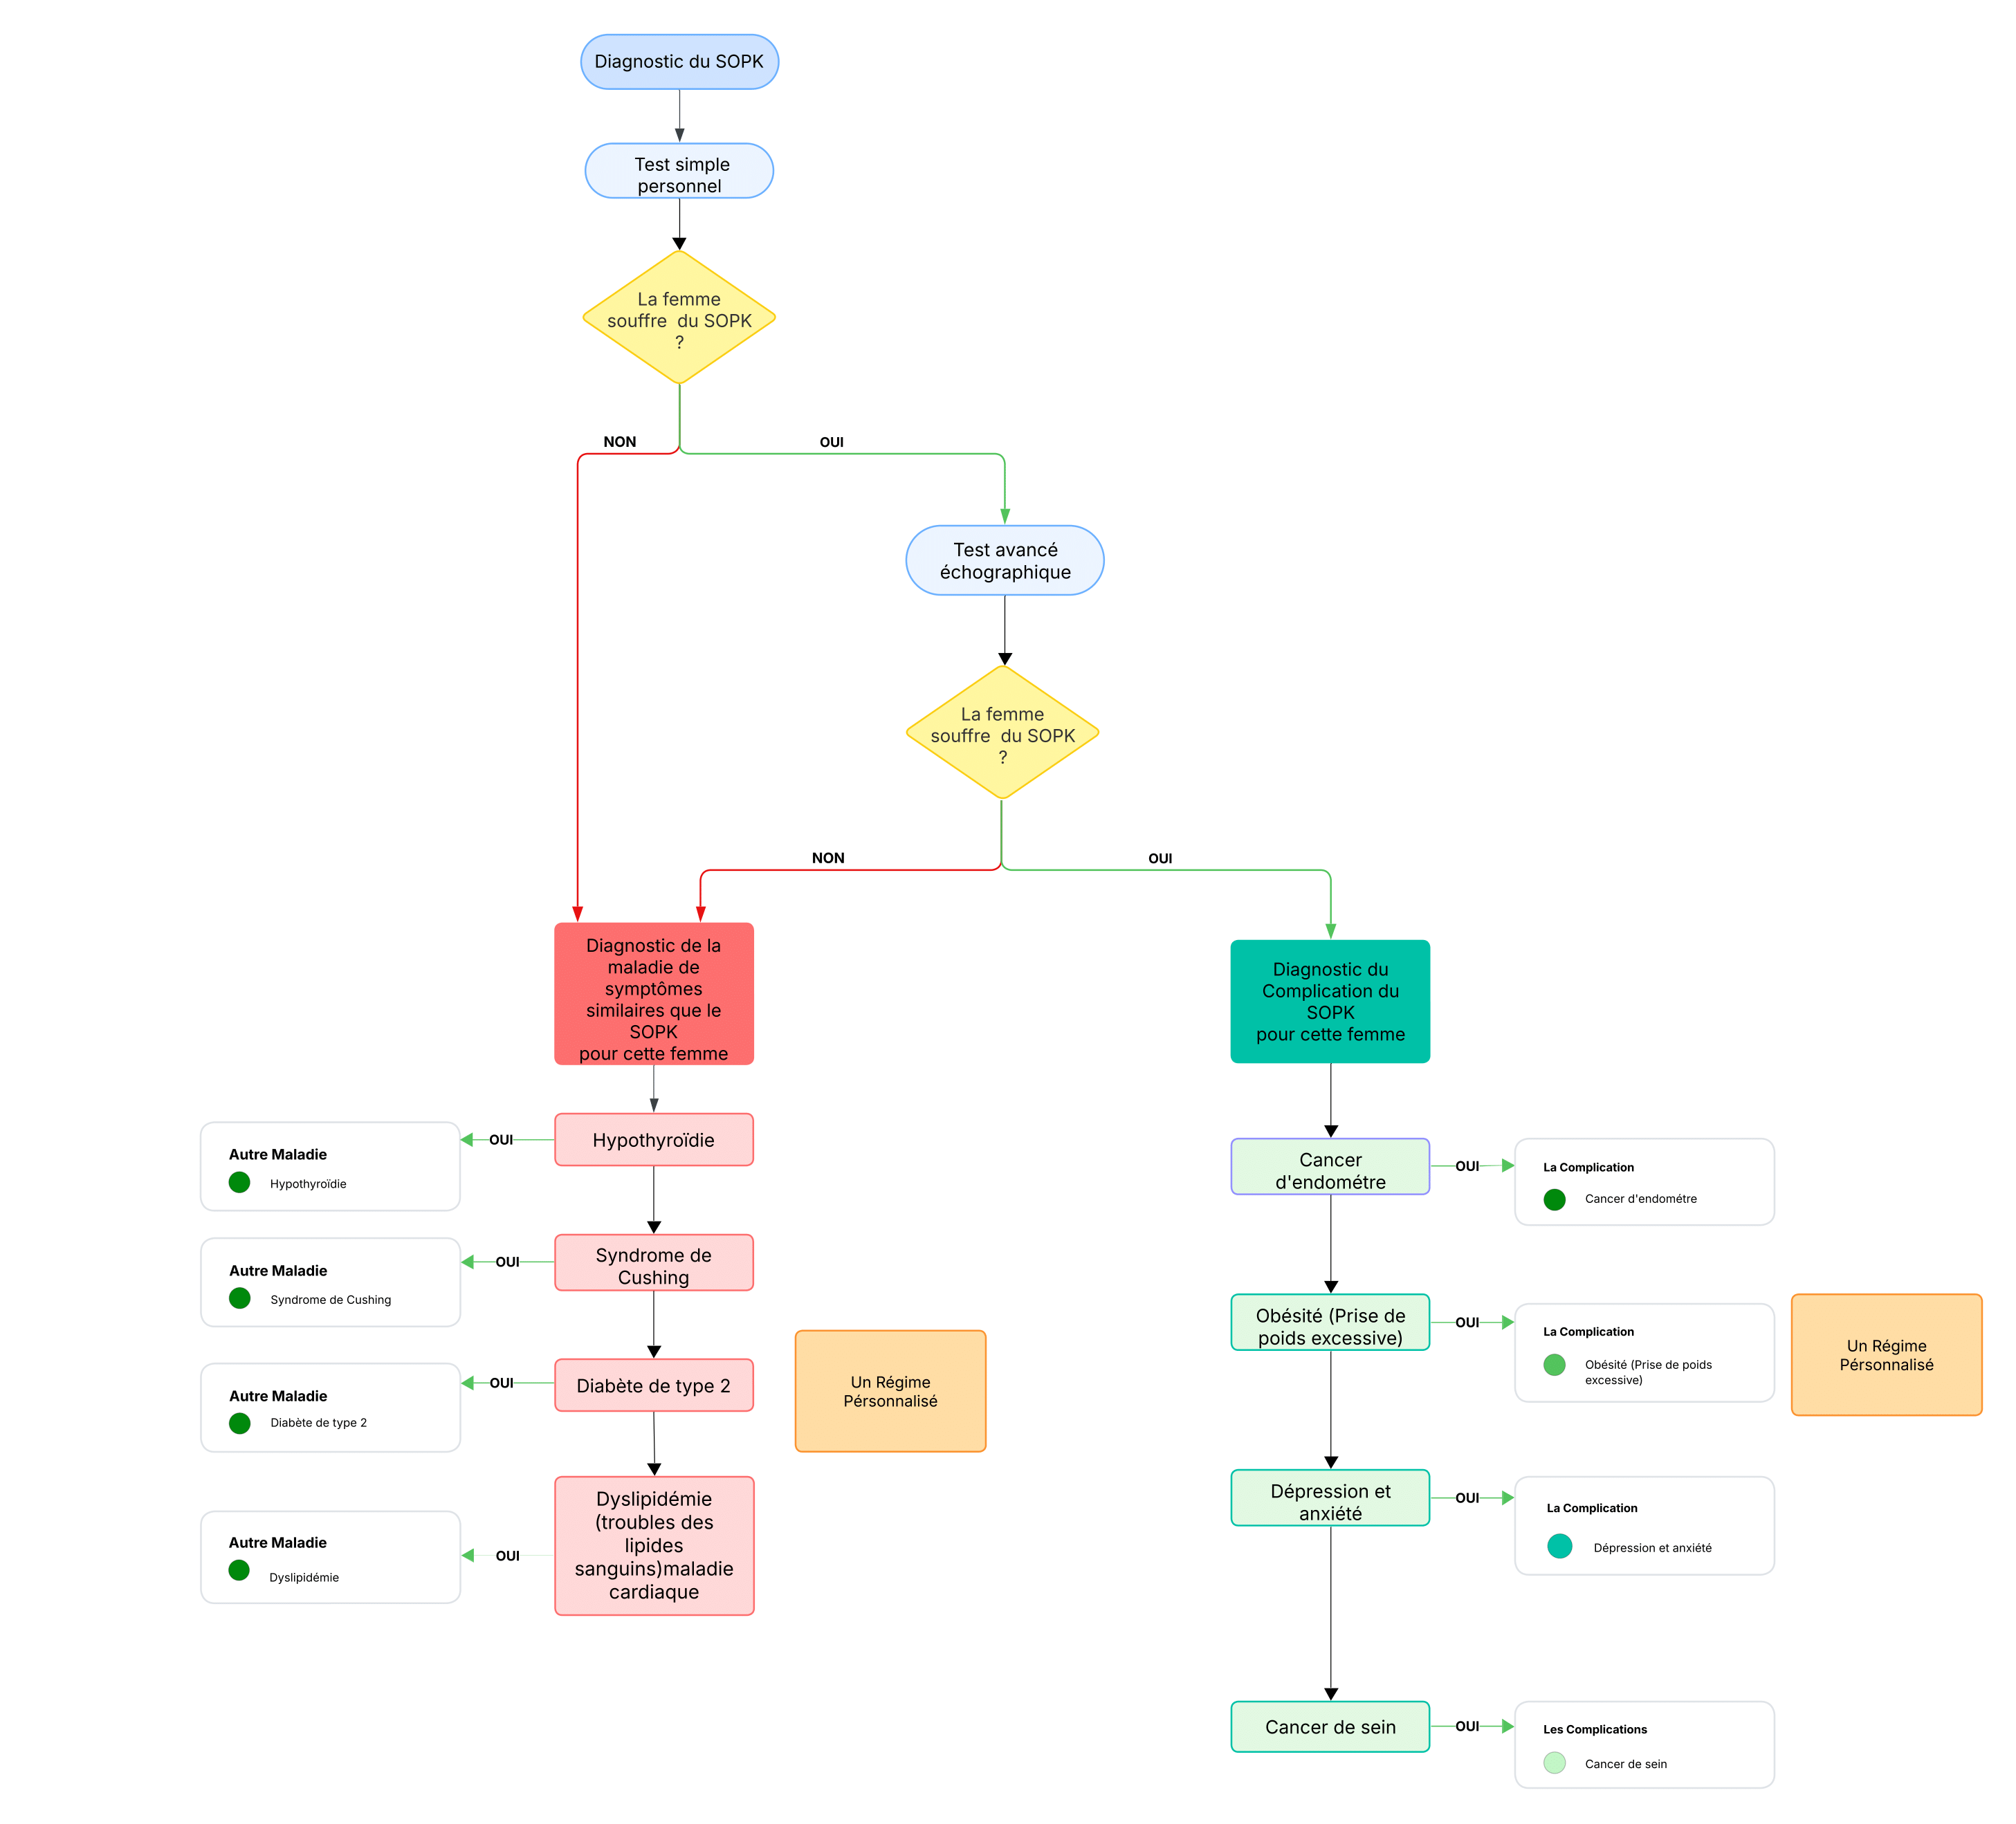 Diagnostic du SOPK
Test simple
personnel
La femme
souffre  du SOPK
?
NON
OUI
Test avancé
échographique
La femme
souffre  du SOPK
?
NON
OUI
Diagnostic de la
maladie de
symptômes
similaires que le
SOPK
pour cette femme
Diagnostic du
Complication du
SOPK
pour cette femme
Hypothyroïdie
OUI
Autre Maladie
Hypothyroïdie
Syndrome de
Cushing
OUI
Autre Maladie
Syndrome de Cushing
Diabète de type 2
OUI
Autre Maladie
Diabète de type 2
Un Régime
Pérsonnalisé
Dyslipidémie
(troubles des
lipides
sanguins)maladie
cardiaque
OUI
Autre Maladie
Dyslipidémie
Cancer
d'endométre
OUI
La Complication
Cancer d'endométre
Obésité (Prise de
poids excessive)
OUI
La Complication
Obésité (Prise de poids
excessive)
Un Régime
Pérsonnalisé
Dépression et
anxiété
OUI
La Complication
Dépression et anxiété
Cancer de sein
OUI
Les Complications
Cancer de sein